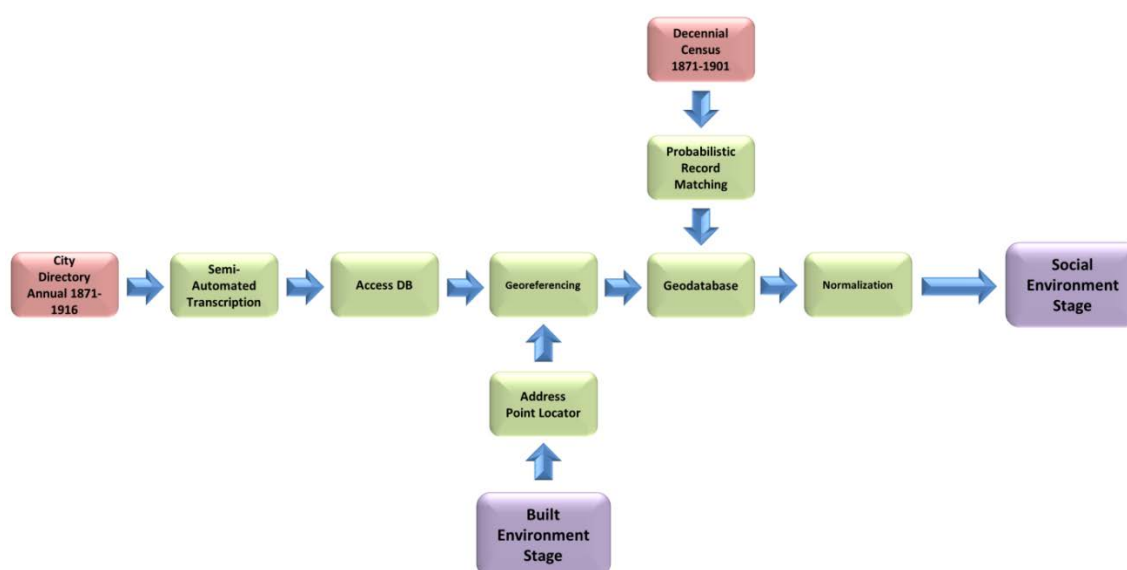 Decennial
Census
1871-1901
Probabilistic
Record
Matching
City
Directory
Annual 1871-
1916
Semi-
Automated
Transcription
Access DB
Georeferencing
Geodatabase
Normalization
Social
Environment
Stage
Address
Point Locator
Built
Environment
Stage